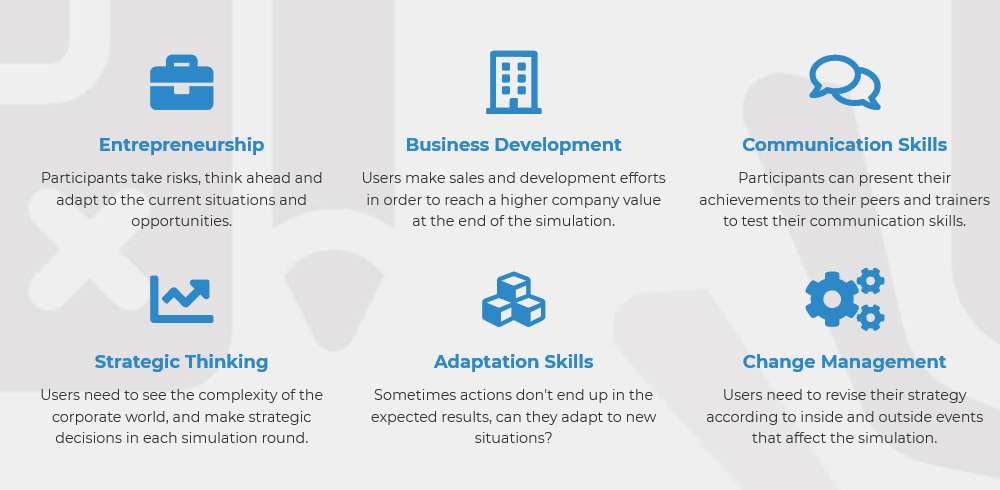 Entrepreneurship
Participants take risks, think ahead and
adapt to the current situations and
opportunities.
Business Development
Users make sales and development efforts
in order to reach a higher company value
at the end of the simulation.
Communication Skills
Participants can present their
achievements to their peers and trainers
to test their communication skills.
Strategic Thinking
Users need to see the complexity of the
corporate world, and make strategic
decisions in each simulation round.
Adaptation Skills
Sometimes actions don't end up in the
expected results, can they adapt to new
situations?
Change Management
Users need to revise their strategy
according to inside and outside events
that affect the simulation.